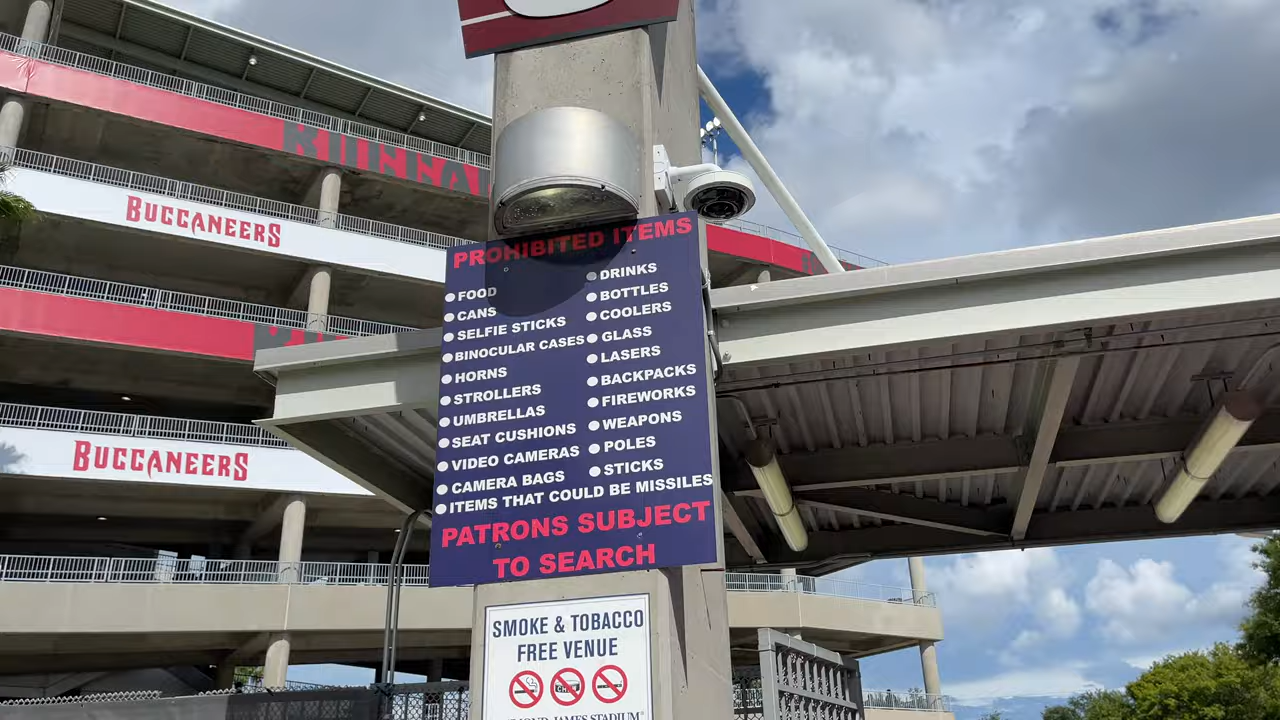 BUCCANEERS
BUCCANEERS
PROHIBITED ITEMS
FOOD
CANS
SELFIE STICKS
BINOCULAR CASES
HORNS
STROLLERS
UMBRELLAS
SEAT CUSHIONS
VIDEO CAMERAS
CAMERA BAGS
DRINKS
BOTTLES
COOLERS
GLASS
LASERS
BACKPACKS
FIREWORKS
WEAPONS
POLES
STICKS
ITEMS THAT COULD BE MISSILES
PATRONS SUBJECT
TO SEARCH
SMOKE & TOBACCO
FREE VENUE
JAMES STADIUM